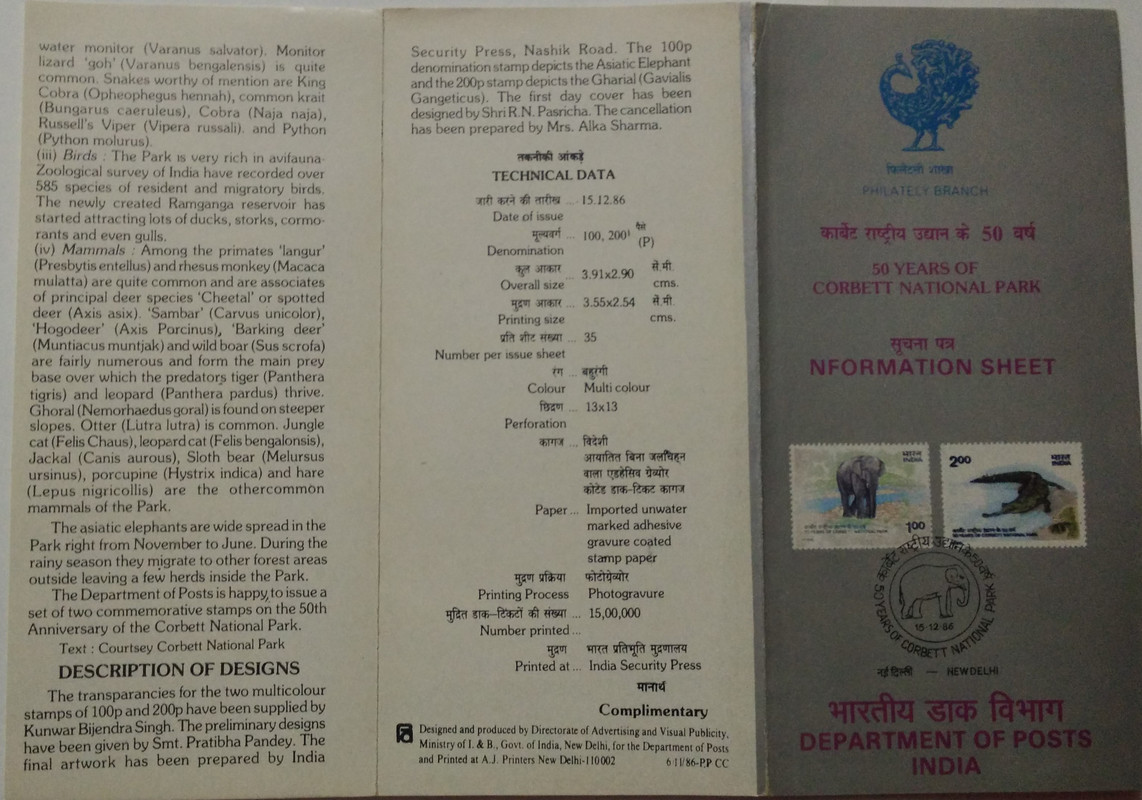 water monitor (Varanus salvator). Monitor
lizard 'goh' (Varanus bengalensis) is quite
common. Snakes worthy of mention are King
Cobra (Opheophegus hennah), common krait
(Bungarus caeruleus), Cobra (Naja naja),
Russell's Viper (Vipera russali). and Python
(Python molurus).
(iii) Birds : The Park is very rich in avifauna-
Zoological survey of India have recorded over
585 species of resident and migratory birds.
The newly created Ramganga reservoir has
started attracting lots of ducks, storks, cormo-
rants and even gulls.
(iv) Mammals : Among the primates 'langur'
(Presbytis entellus) and rhesus monkey (Macaca
mulatta) are quite common and are associates
of principal deer species 'Cheetal' or spotted
deer (Axis asix). 'Sambar' (Carvus unicolor),
'Hogodeer' (Axis Porcinus), 'Barking deer'
(Muntiacus muntjak) and wild boar (Sus scrofa)
are fairly numerous and form the main prey
base over which the predators tiger (Panthera
tigris) and leopard (Panthera pardus) thrive.
Ghoral (Nemorhaedus goral) is found on steeper
slopes. Otter (Lutra lutra) is common. Jungle
cat (Felis Chaus), leopard cat (Felis bengalonsis),
Jackal (Canis aurous), Sloth bear (Melursus
ursinus), porcupine (Hystrix indica) and hare
(Lepus nigricollis) are the othercommon
mammals of the Park.
The asiatic elephants are wide spread in the
Park right from November to June. During the
rainy season they migrate to other forest areas
outside leaving a few herds inside the Park.
The Department of Posts is happy to issue a
set of two commemorative stamps on the 50th
Anniversary of the Corbett National Park.
Text : Courtsey Corbett National Park
DESCRIPTION OF DESIGNS
The transparancies for the two multicolour
stamps of 100p and 200p have been supplied by
Kunwar Bijendra Singh. The preliminary designs
have been given by Smt. Pratibha Pandey. The
final artwork has been prepared by India
Security Press, Nashik Road. The 100p
denomination stamp depicts the Asiatic Elephant
and the 200p stamp depicts the Gharial (Gavialis
Gangeticus). The first day cover has been
designed by Shri R.N. Pasricha. The cancellation
has been prepared by Mrs. Alka Sharma.
तकनीकी आंकड़े
TECHNICAL DATA
जारी करने की तारीख ... 15.12.86
Date of issue
मूल्यवर्ग ... 100, 200 पैसे
Denomination (P)
कुल आकार ... 3.91x2.90 सें.मी.
Overall size cms.
मुद्रण आकार ... 3.55x2.54 सें.मी.
Printing size cms.
प्रति शीट संख्या ... 35
Number per issue sheet
रंग ... बहुरंगी
Colour Multi colour
छिद्रण ... 13x13
Perforation
कागज ... विदेशी
आयातित बिना जलचिह्न
वाला एडहेसिव ग्रेव्योर
कोटेड डाक-टिकट कागज
Paper ... Imported unwater
marked adhesive
gravure coated
stamp paper
मुद्रण प्रक्रिया फोटोग्रेव्योर
Printing Process Photogravure
मुद्रित डाक-टिकटों की संख्या ... 15,00,000
Number printed ...
मुद्रण भारत प्रतिभूति मुद्रणालय
Printed at ... India Security Press
मानार्थ
Complimentary
Designed and produced by Directorate of Advertising and Visual Publicity,
Ministry of I. & B., Govt. of India, New Delhi, for the Department of Posts
and Printed at A.J. Printers New Delhi-110002 6 11/86-P.P CC
फिलेटली शाखा
PHILATELY BRANCH
कार्बेट राष्ट्रीय उद्यान के 50 वर्ष
50 YEARS OF
CORBETT NATIONAL PARK
सूचना पत्र
NFORMATION SHEET
भारत
INDIA
100
200
भारत
INDIA
50 YEARS OF CORBETT NATIONAL PARK
कार्बेट राष्ट्रीय उद्यान के 50 वर्ष
15-12-86
50 YEARS OF CORBETT NATIONAL PARK
नई दिल्ली — NEW DELHI
भारतीय डाक विभाग
DEPARTMENT OF POSTS
INDIA